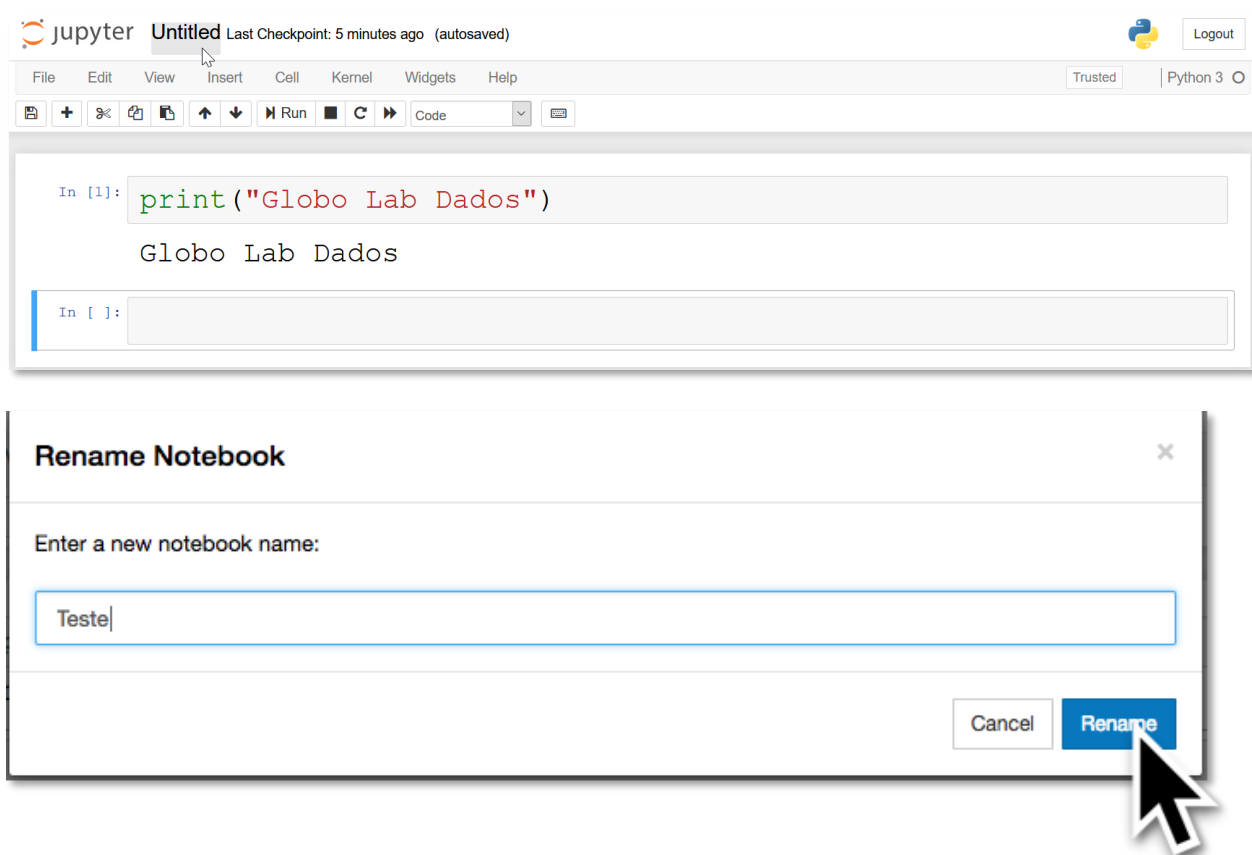 jupyter Untitled Last Checkpoint: 5 minutes ago (autosaved) Logout
File Edit View Insert Cell Kernel Widgets Help Trusted Python 3
Run Code
In [1]: print("Globo Lab Dados")
Globo Lab Dados
In [ ]:
Rename Notebook ×
Enter a new notebook name:
Teste
Cancel Rename